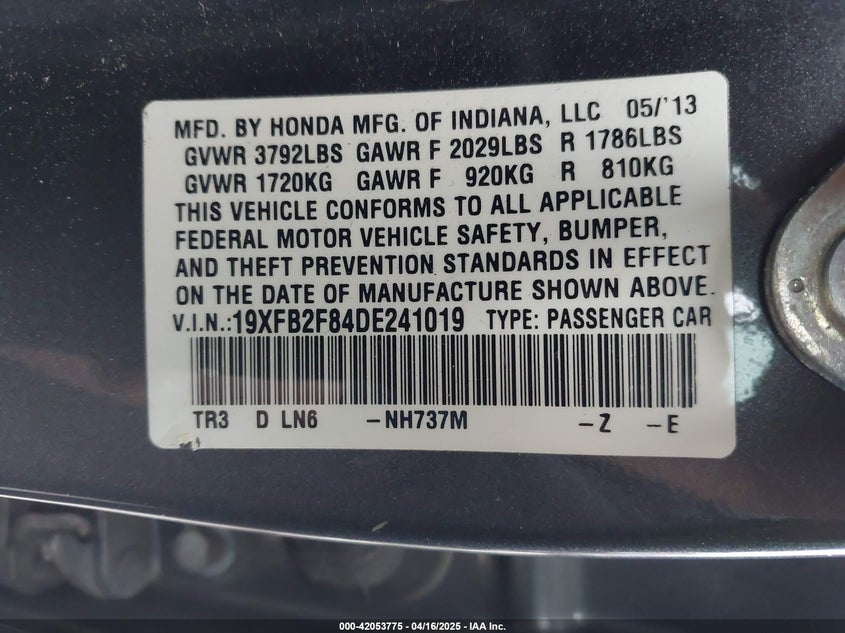 MFD. BY HONDA MFG. OF INDIANA, LLC 05/'13
GVWR 3792LBS GAWR F 2029LBS R 1786LBS
GVWR 1720KG GAWR F 920KG R 810KG
THIS VEHICLE CONFORMS TO ALL APPLICABLE
FEDERAL MOTOR VEHICLE SAFETY, BUMPER,
AND THEFT PREVENTION STANDARDS IN EFFECT
ON THE DATE OF MANUFACTURE SHOWN ABOVE.
V.I.N.:19XFB2F84DE241019 TYPE: PASSENGER CAR
TR3 D LN6 -NH737M -Z -E
000-42053775 - 04/16/2025 - IAA Inc.